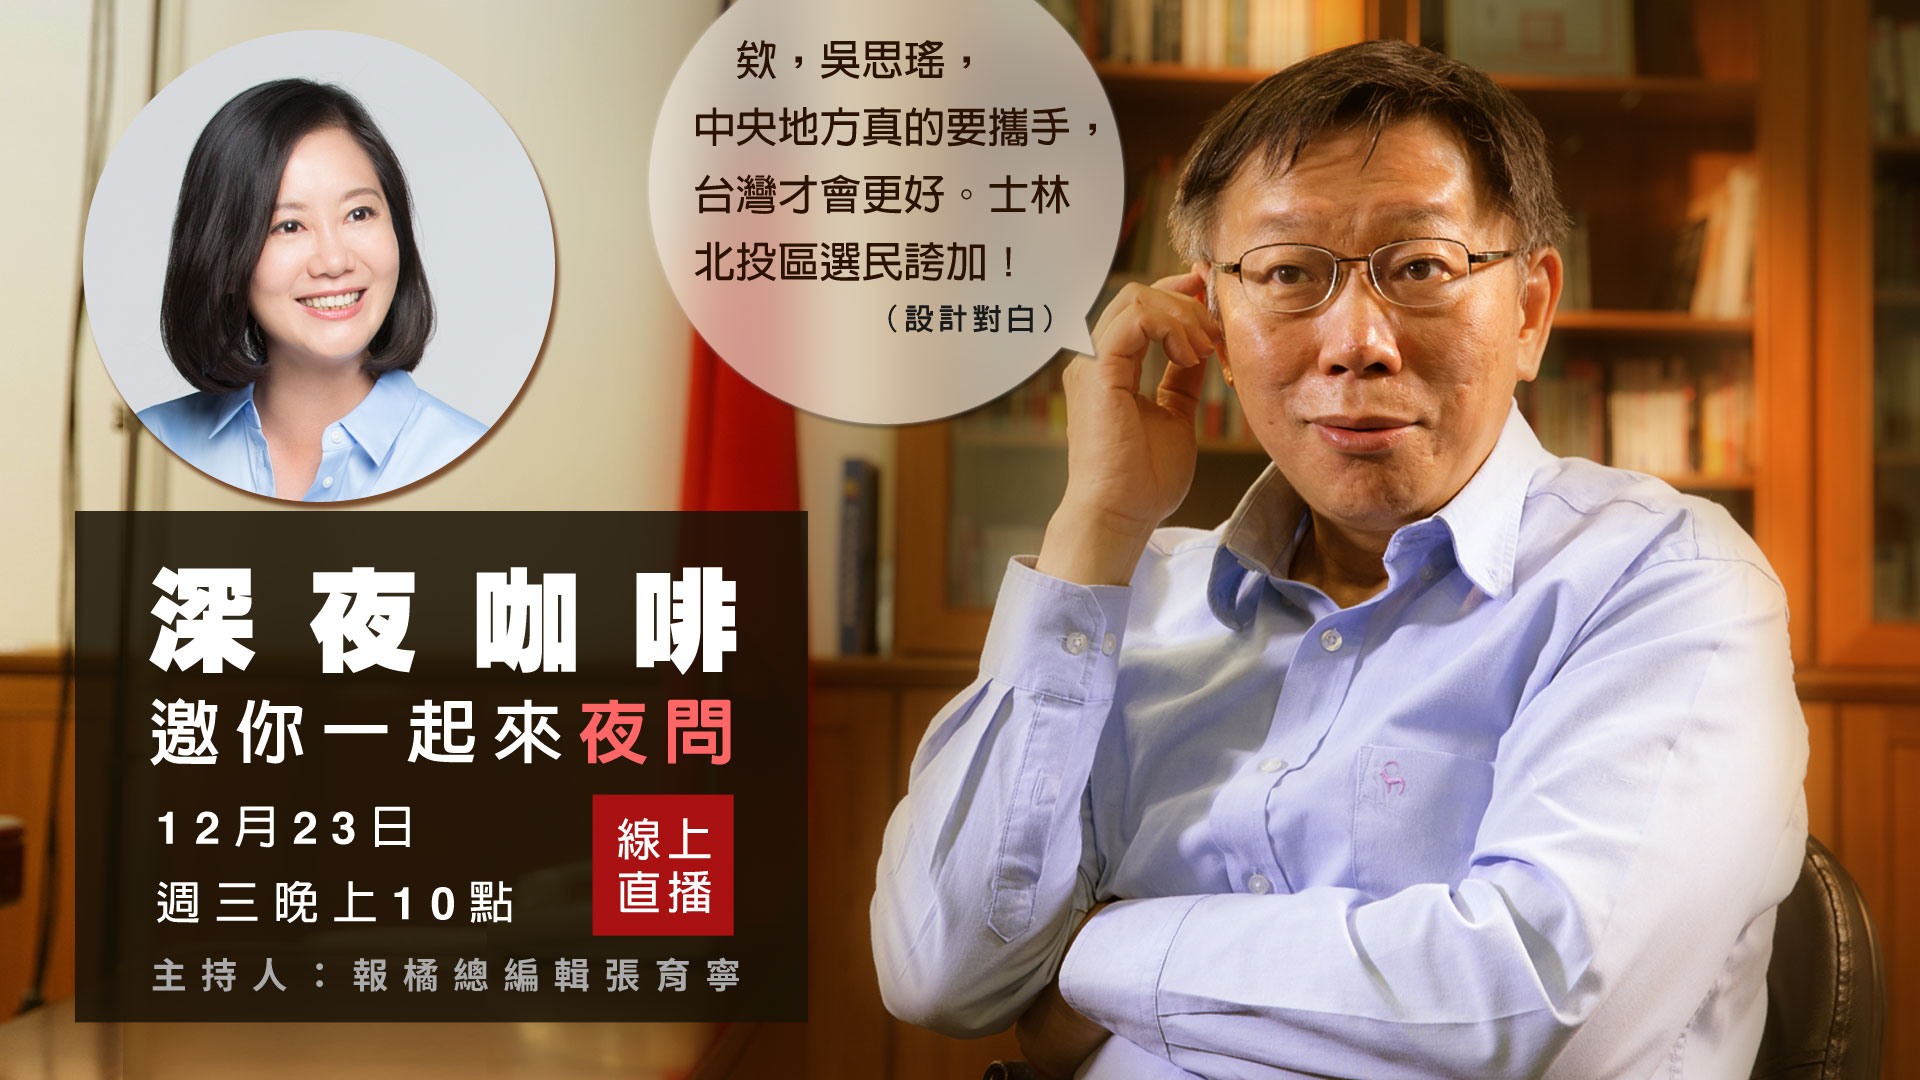 欸，吳思瑤，
中央地方真的要攜手，
台灣才會更好。士林
北投區選民誇加！
（設計對白）
深夜咖啡
邀你一起來夜問
12月23日
週三晚上10點
線上
直播
主持人：報橘總編輯張育寧